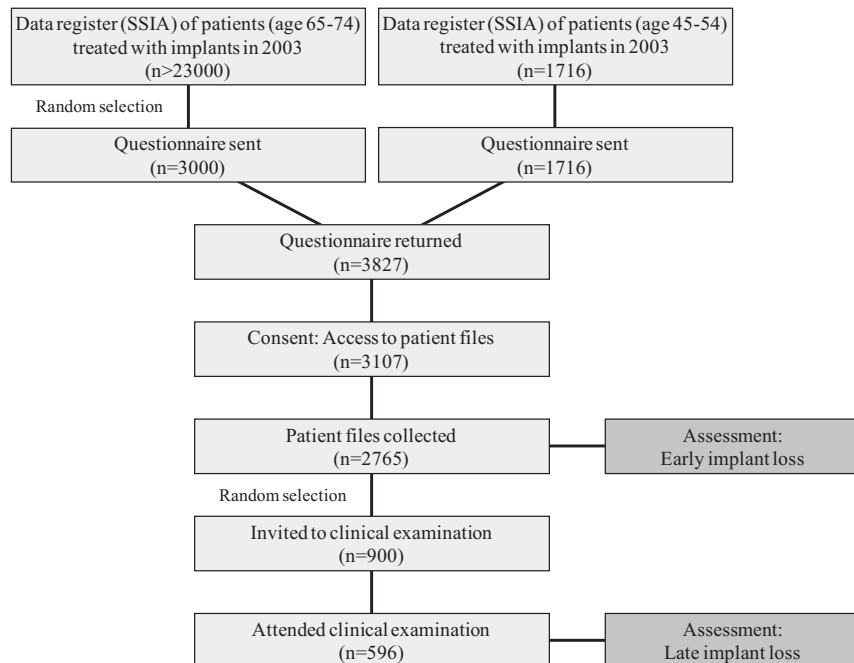 Data register (SSIA) of patients (age 65-74)
treated with implants in 2003
(n>23000)
Data register (SSIA) of patients (age 45-54)
treated with implants in 2003
(n=1716)
Random selection
Questionnaire sent
(n=3000)
Questionnaire sent
(n=1716)
Questionnaire returned
(n=3827)
Consent: Access to patient files
(n=3107)
Patient files collected
(n=2765)
Assessment:
Early implant loss
Random selection
Invited to clinical examination
(n=900)
Attended clinical examination
(n=596)
Assessment:
Late implant loss